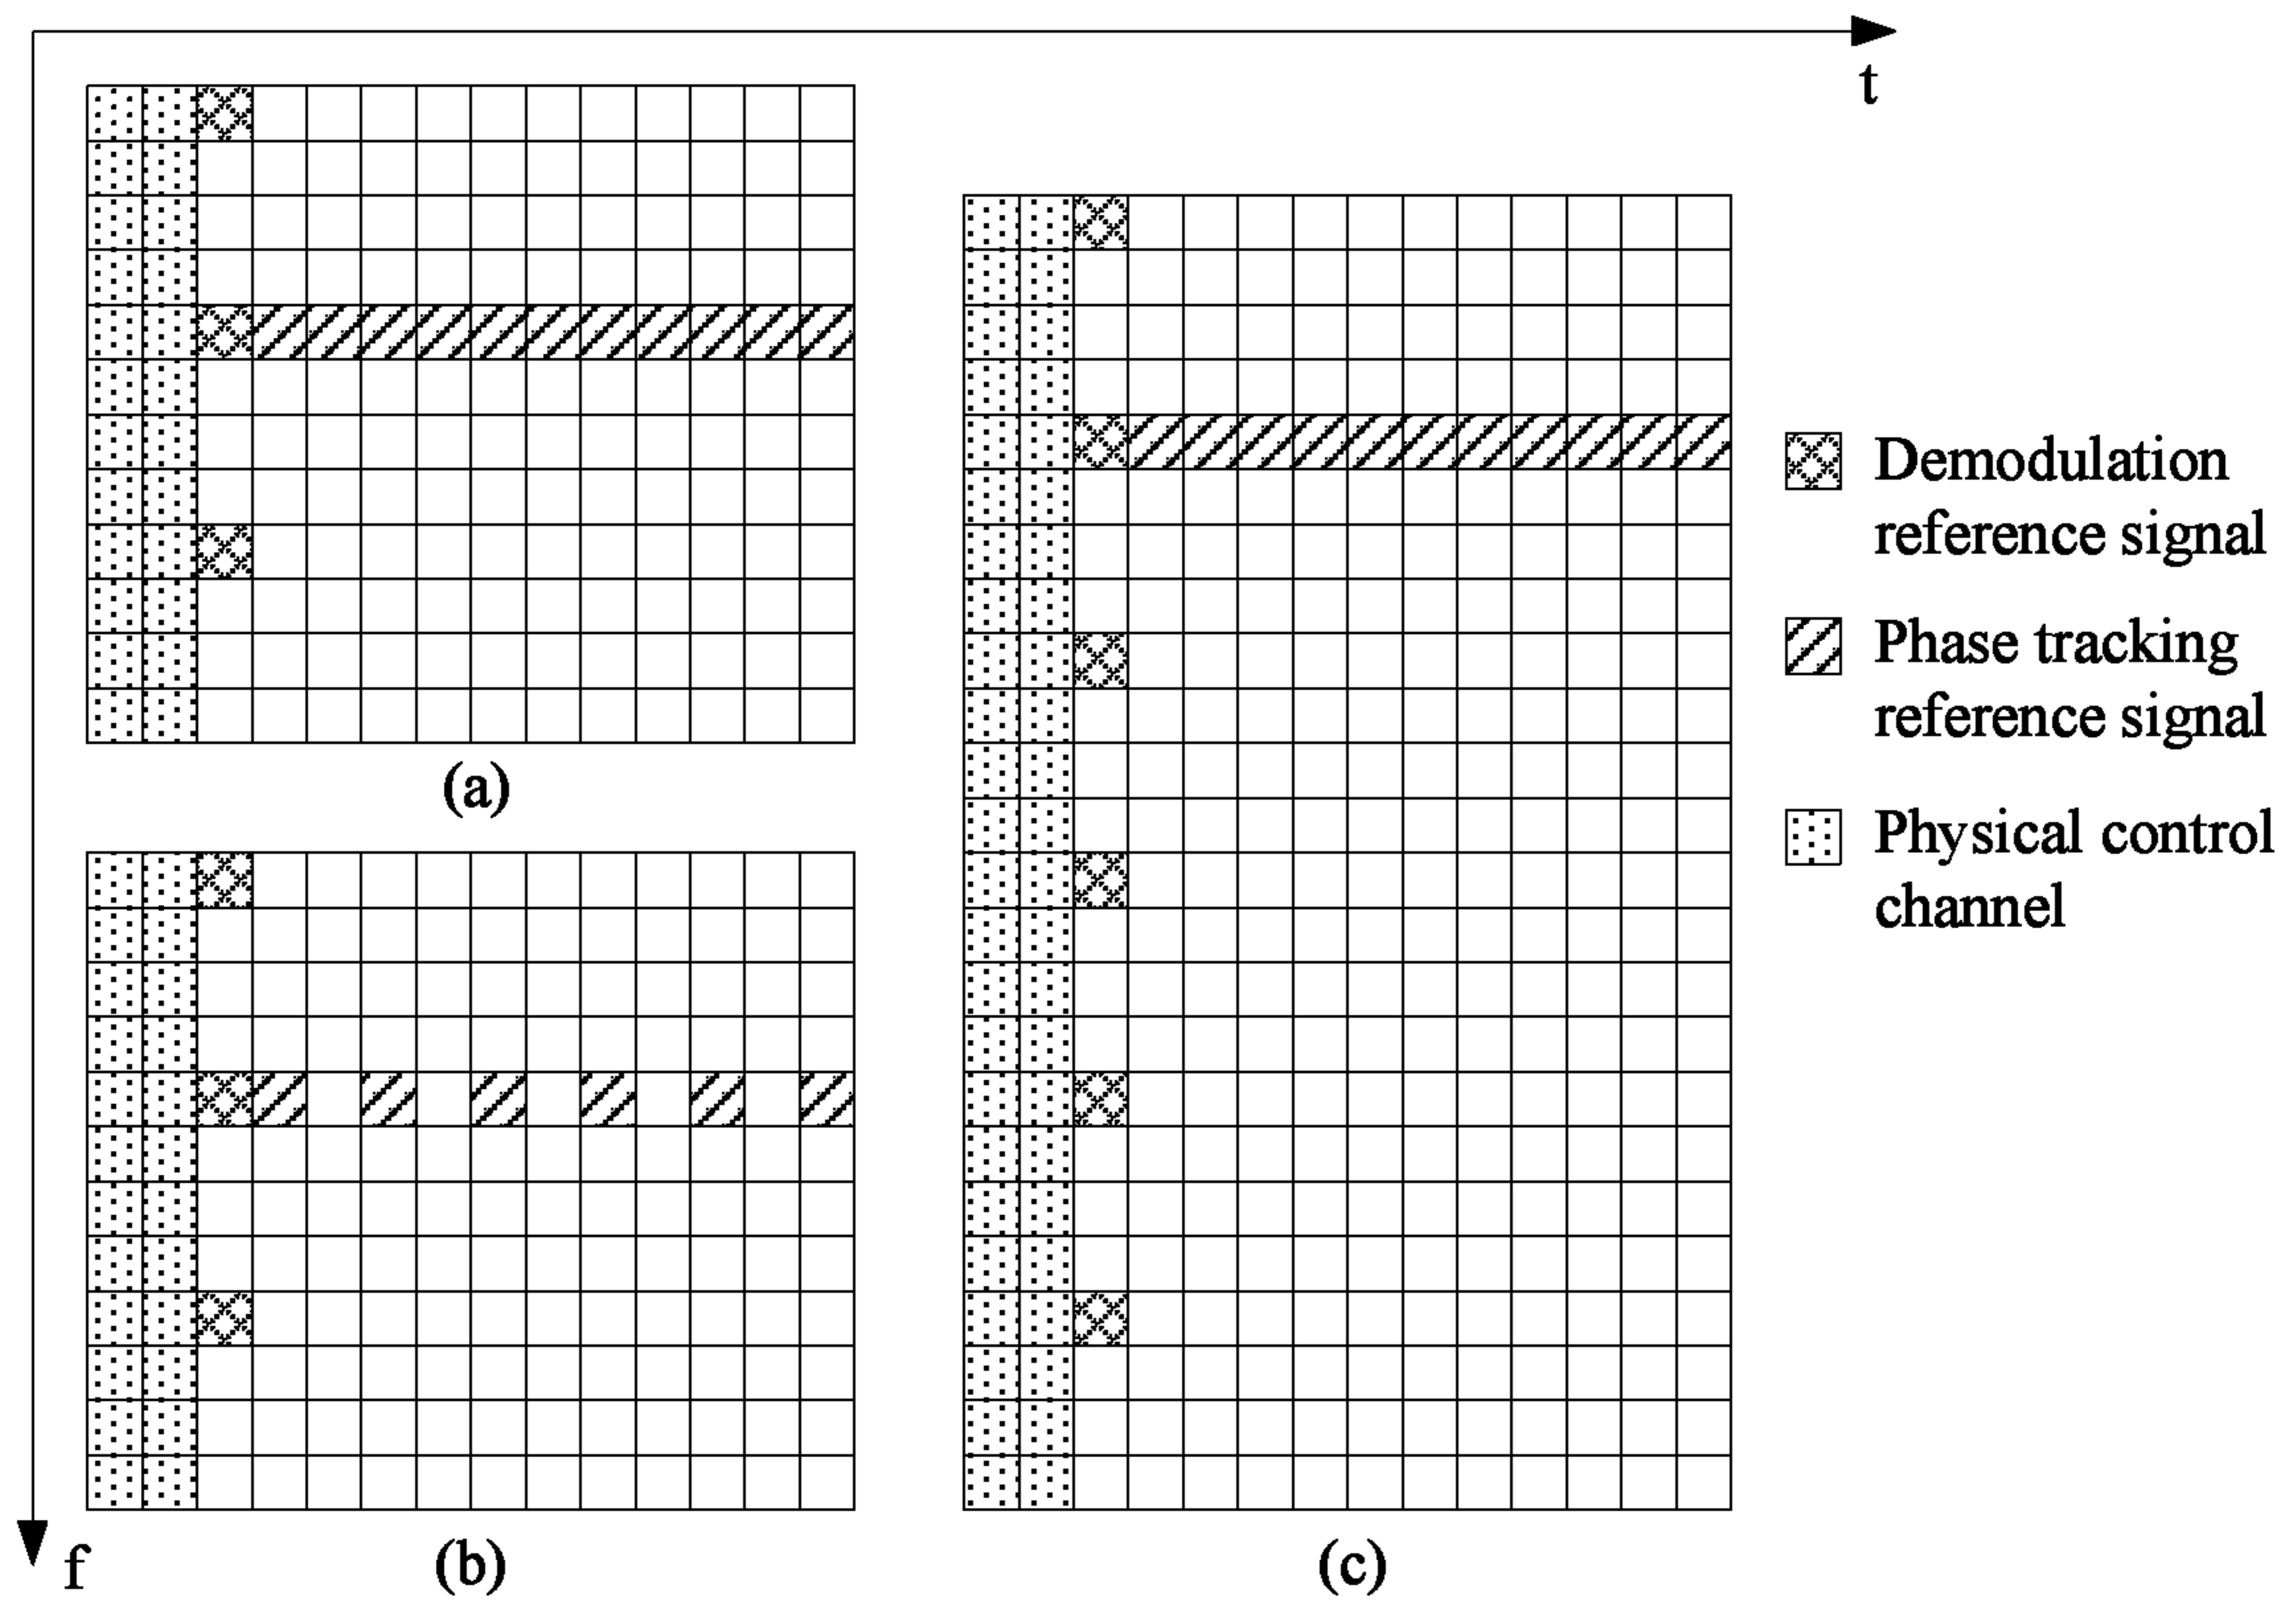 t
Demodulation
reference signal
Phase tracking
reference signal
(a)
Physical control
channel
f
(b)
(c)